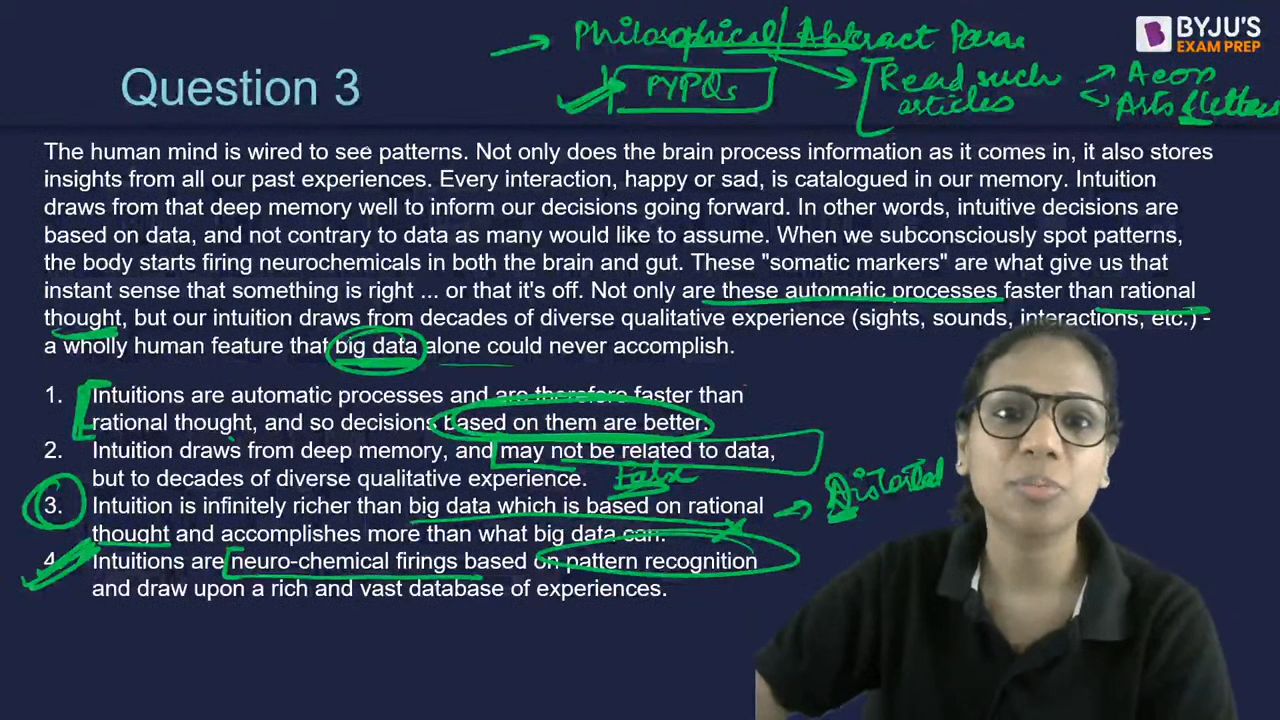 Philosophical/Abstract Para
BYJU'S
EXAM PREP
Question 3
PYPQs
Read such
articles
Aeon
Arts & letters
The human mind is wired to see patterns. Not only does the brain process information as it comes in, it also stores
insights from all our past experiences. Every interaction, happy or sad, is catalogued in our memory. Intuition
draws from that deep memory well to inform our decisions going forward. In other words, intuitive decisions are
based on data, and not contrary to data as many would like to assume. When we subconsciously spot patterns,
the body starts firing neurochemicals in both the brain and gut. These "somatic markers" are what give us that
instant sense that something is right ... or that it's off. Not only are these automatic processes faster than rational
thought, but our intuition draws from decades of diverse qualitative experience (sights, sounds, interactions, etc.) -
a wholly human feature that big data alone could never accomplish.
1. Intuitions are automatic processes and are therefore faster than
rational thought, and so decisions based on them are better.
2. Intuition draws from deep memory, and may not be related to data,
but to decades of diverse qualitative experience.
False
3. Intuition is infinitely richer than big data which is based on rational
thought and accomplishes more than what big data can.
Distorted
4. Intuitions are neuro-chemical firings based on pattern recognition
and draw upon a rich and vast database of experiences.